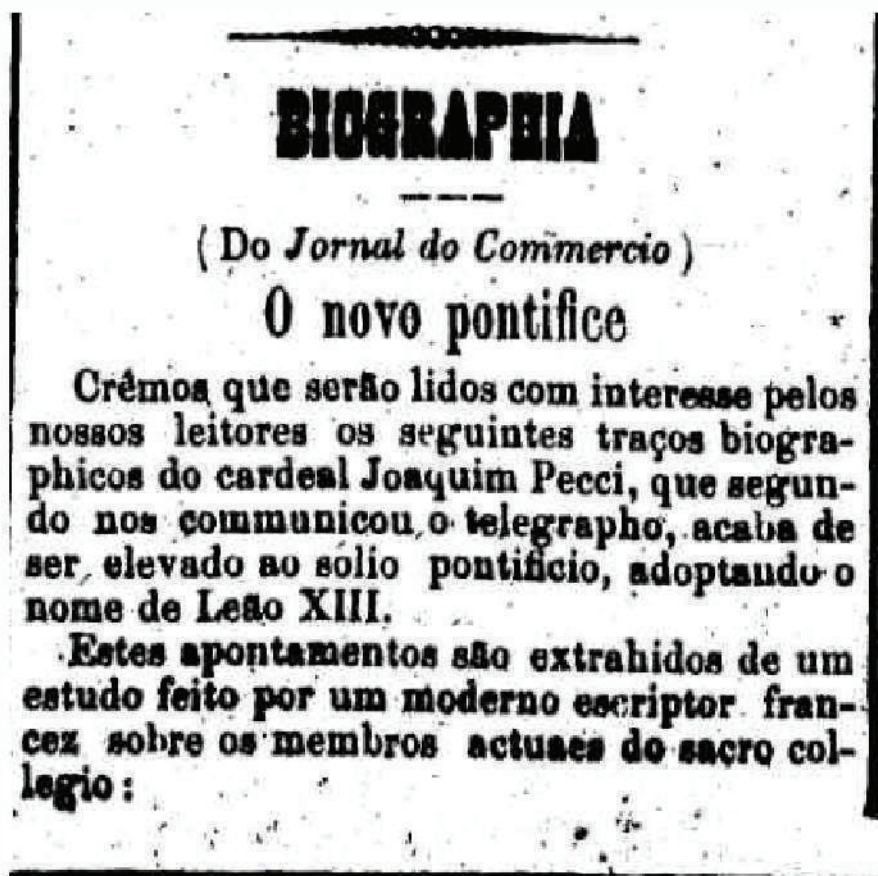 BIOGRAPHIA
(Do Jornal do Commercio)
O novo pontifice
Crêmos que serão lidos com interesse pelos
nossos leitores os seguintes traços biogra-
phicos do cardeal Joaquim Pecci, que segun-
do nos communicou o telegrapho, acaba de
ser elevado ao sólio pontificio, adoptando o
nome de Leão XIII.
Estes apontamentos são extrahidos de um
estudo feito por um moderno escriptor fran-
cez sobre os membros actuaes do sacro col-
legio: